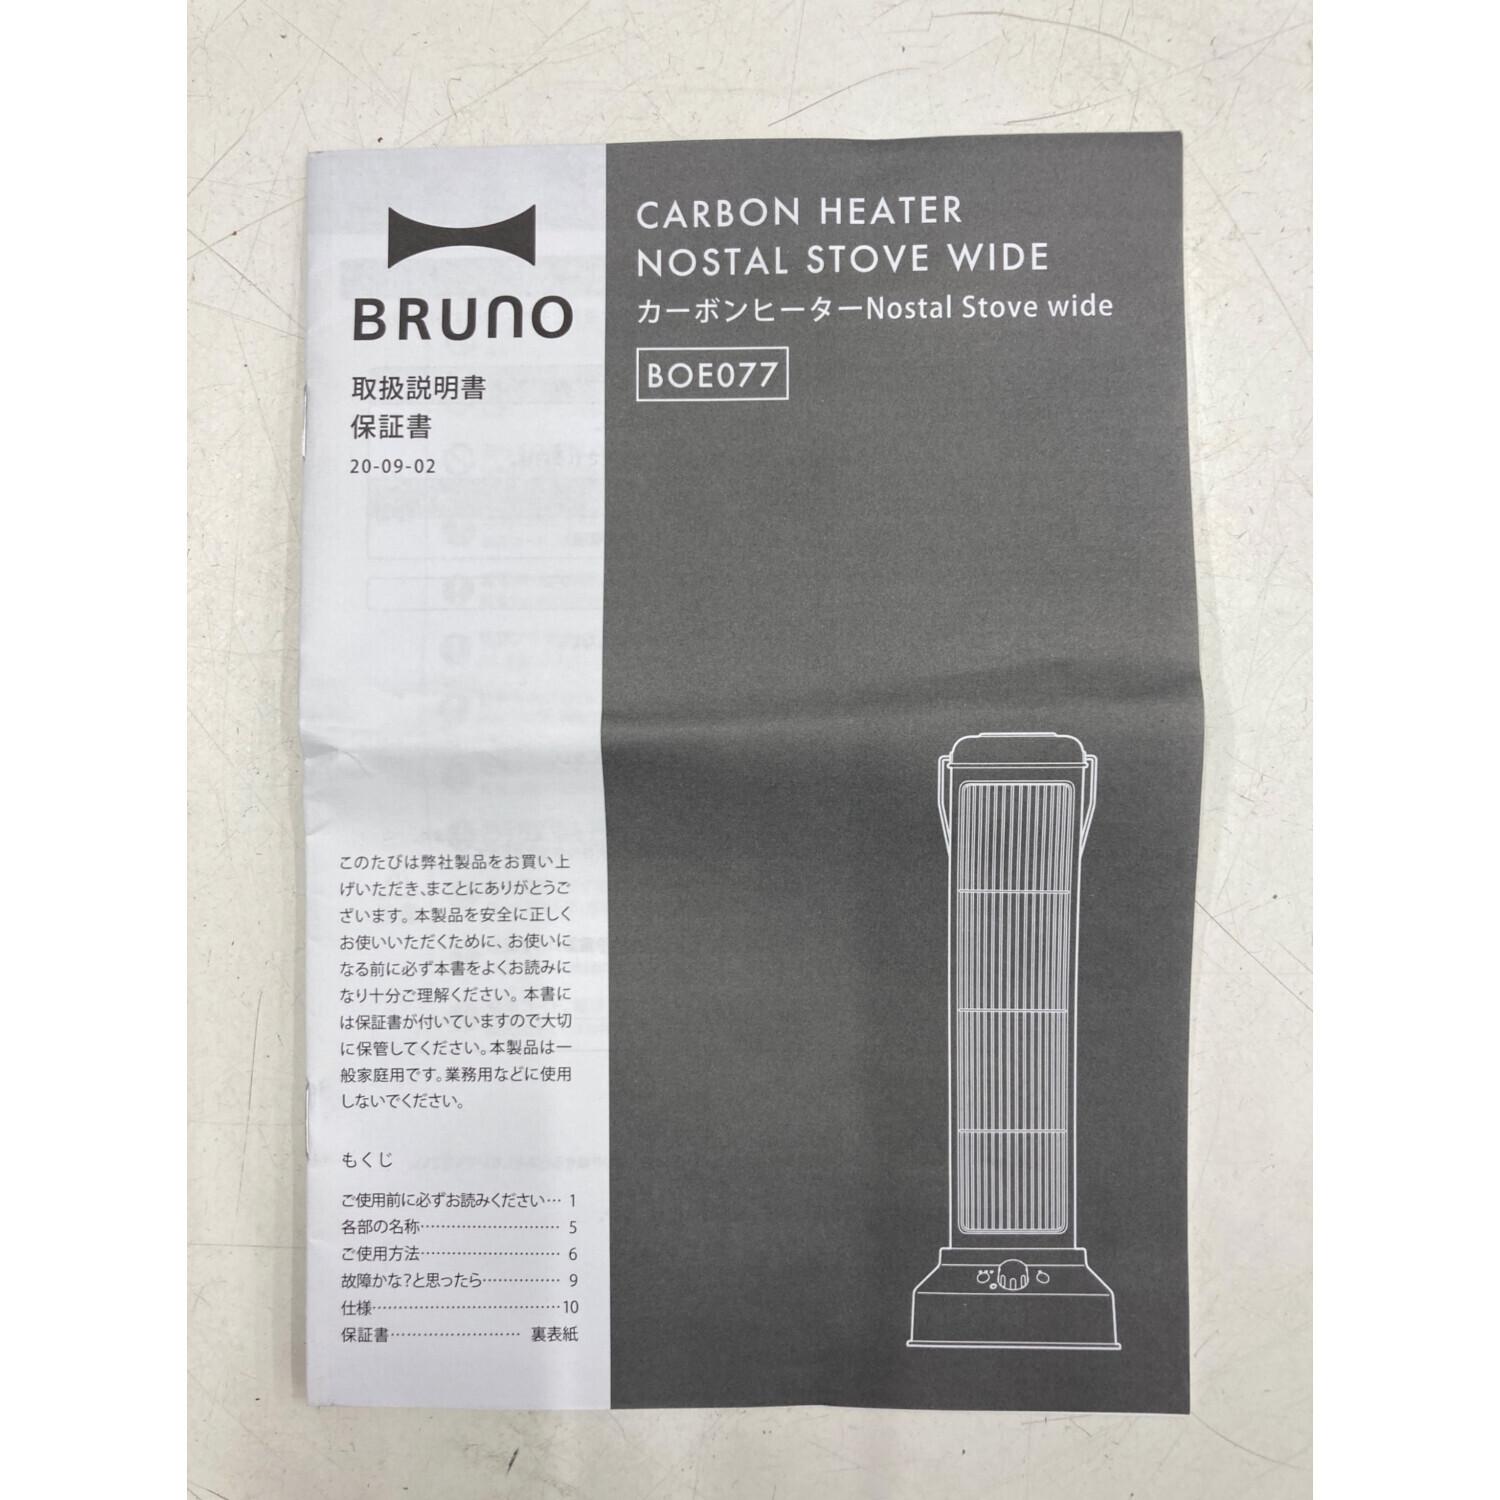 BRUNO
取扱説明書
保証書
20-09-02
CARBON HEATER
NOSTAL STOVE WIDE
カーボンヒーターNostal Stove wide
BOE077
このたびは弊社製品をお買い上
げいただき、まことにありがとうご
ざいます。本製品を安全に正しく
お使いいただくために、お使いに
なる前に必ず本書をよくお読みに
なり十分ご理解ください。本書に
は保証書が付いていますので大切
に保管してください。本製品は一
般家庭用です。業務用などに使用
しないでください。
もくじ
ご使用前に必ずお読みください… 1
各部の名称……………………… 5
ご使用方法……………………… 6
故障かな?と思ったら…………… 9
仕様………………………………10
保証書…………………… 裏表紙